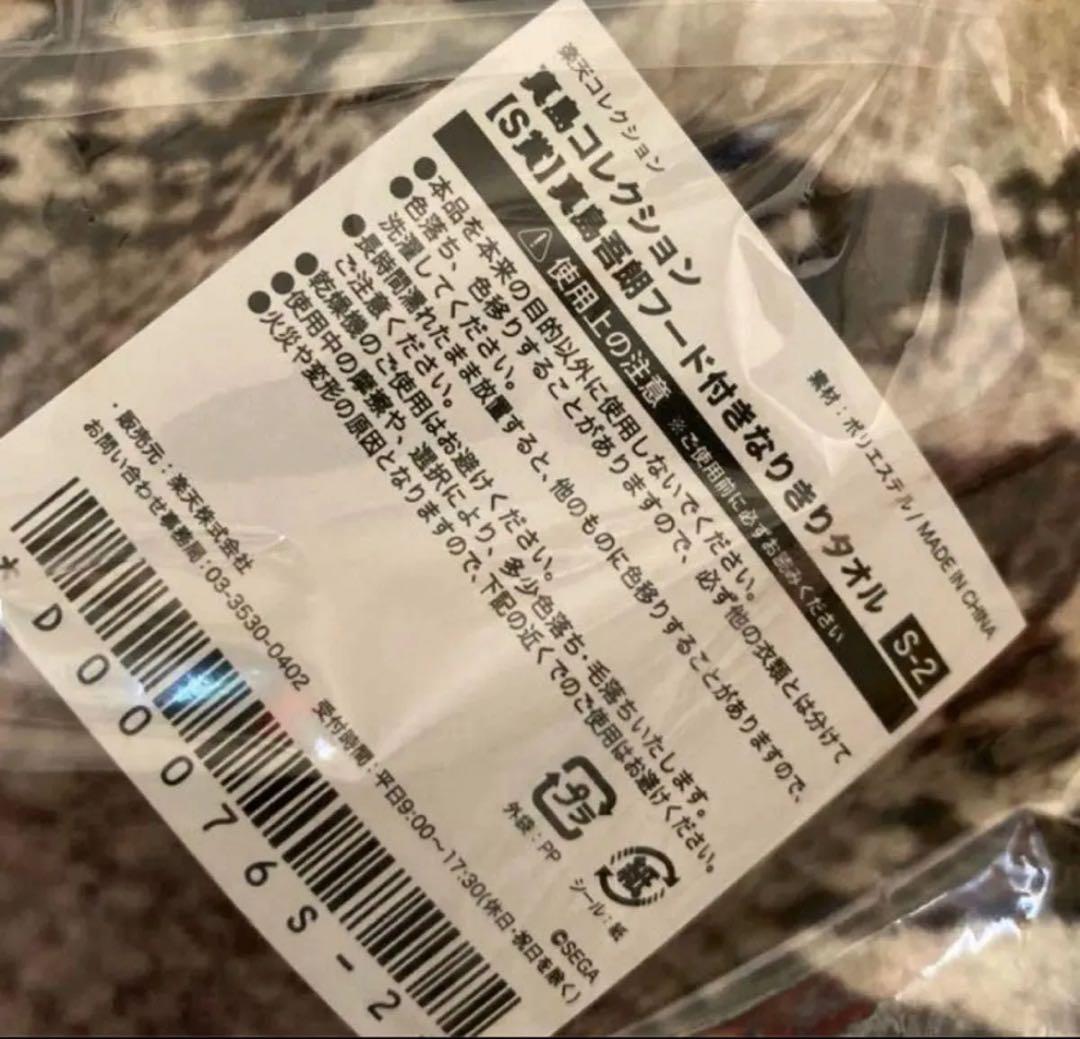 楽天コレクション
真島コレクション
【S賞】真島吾朗フード付きなりきりタオル S-2
素材：ポリエステル / MADE IN CHINA
使用上の注意 ※ご使用前に必ずお読みください
●本品を本来の目的以外に使用しないでください。
●色落ち、色移りすることがありますので、必ず他の衣類とは分けて
洗濯してください。
●長時間濡れたまま放置すると、他のものに色移りすることがありますので、
ご注意ください。
●乾燥機のご使用はお避けください。
●使用中の摩擦や、選択により、多少色落ち・毛落ちいたします。
●火災や変形の原因となりますので、下記の近くでのご使用はお避けください。
プラ
外袋：PP
紙
シール：紙
・販売元：楽天株式会社
お問い合わせ事務局：03-3530-0402 受付時間：平日9:00～17:30(休日・祝日を除く)
©SEGA
*D00076S-2